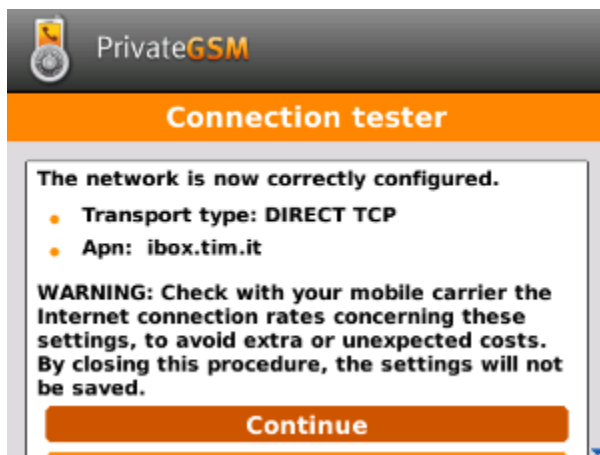 PrivateGSM
Connection tester
The network is now correctly configured.
Transport type: DIRECT TCP
Apn: ibox.tim.it
WARNING: Check with your mobile carrier the
Internet connection rates concerning these
settings, to avoid extra or unexpected costs.
By closing this procedure, the settings will not
be saved.
Continue